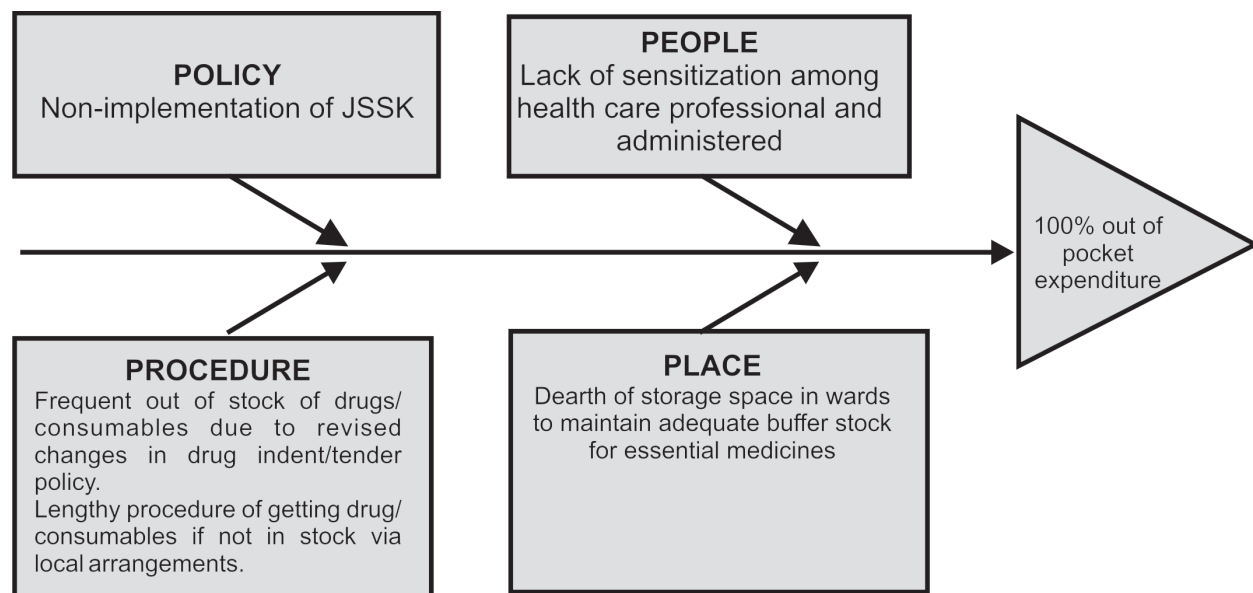 POLICY
Non-implementation of JSSK
PEOPLE
Lack of sensitization among
health care professional and
administered
100% out of
pocket
expenditure
PROCEDURE
Frequent out of stock of drugs/
consumables due to revised
changes in drug indent/tender
policy.
Lengthy procedure of getting drug/
consumables if not in stock via
local arrangements.
PLACE
Dearth of storage space in wards
to maintain adequate buffer stock
for essential medicines